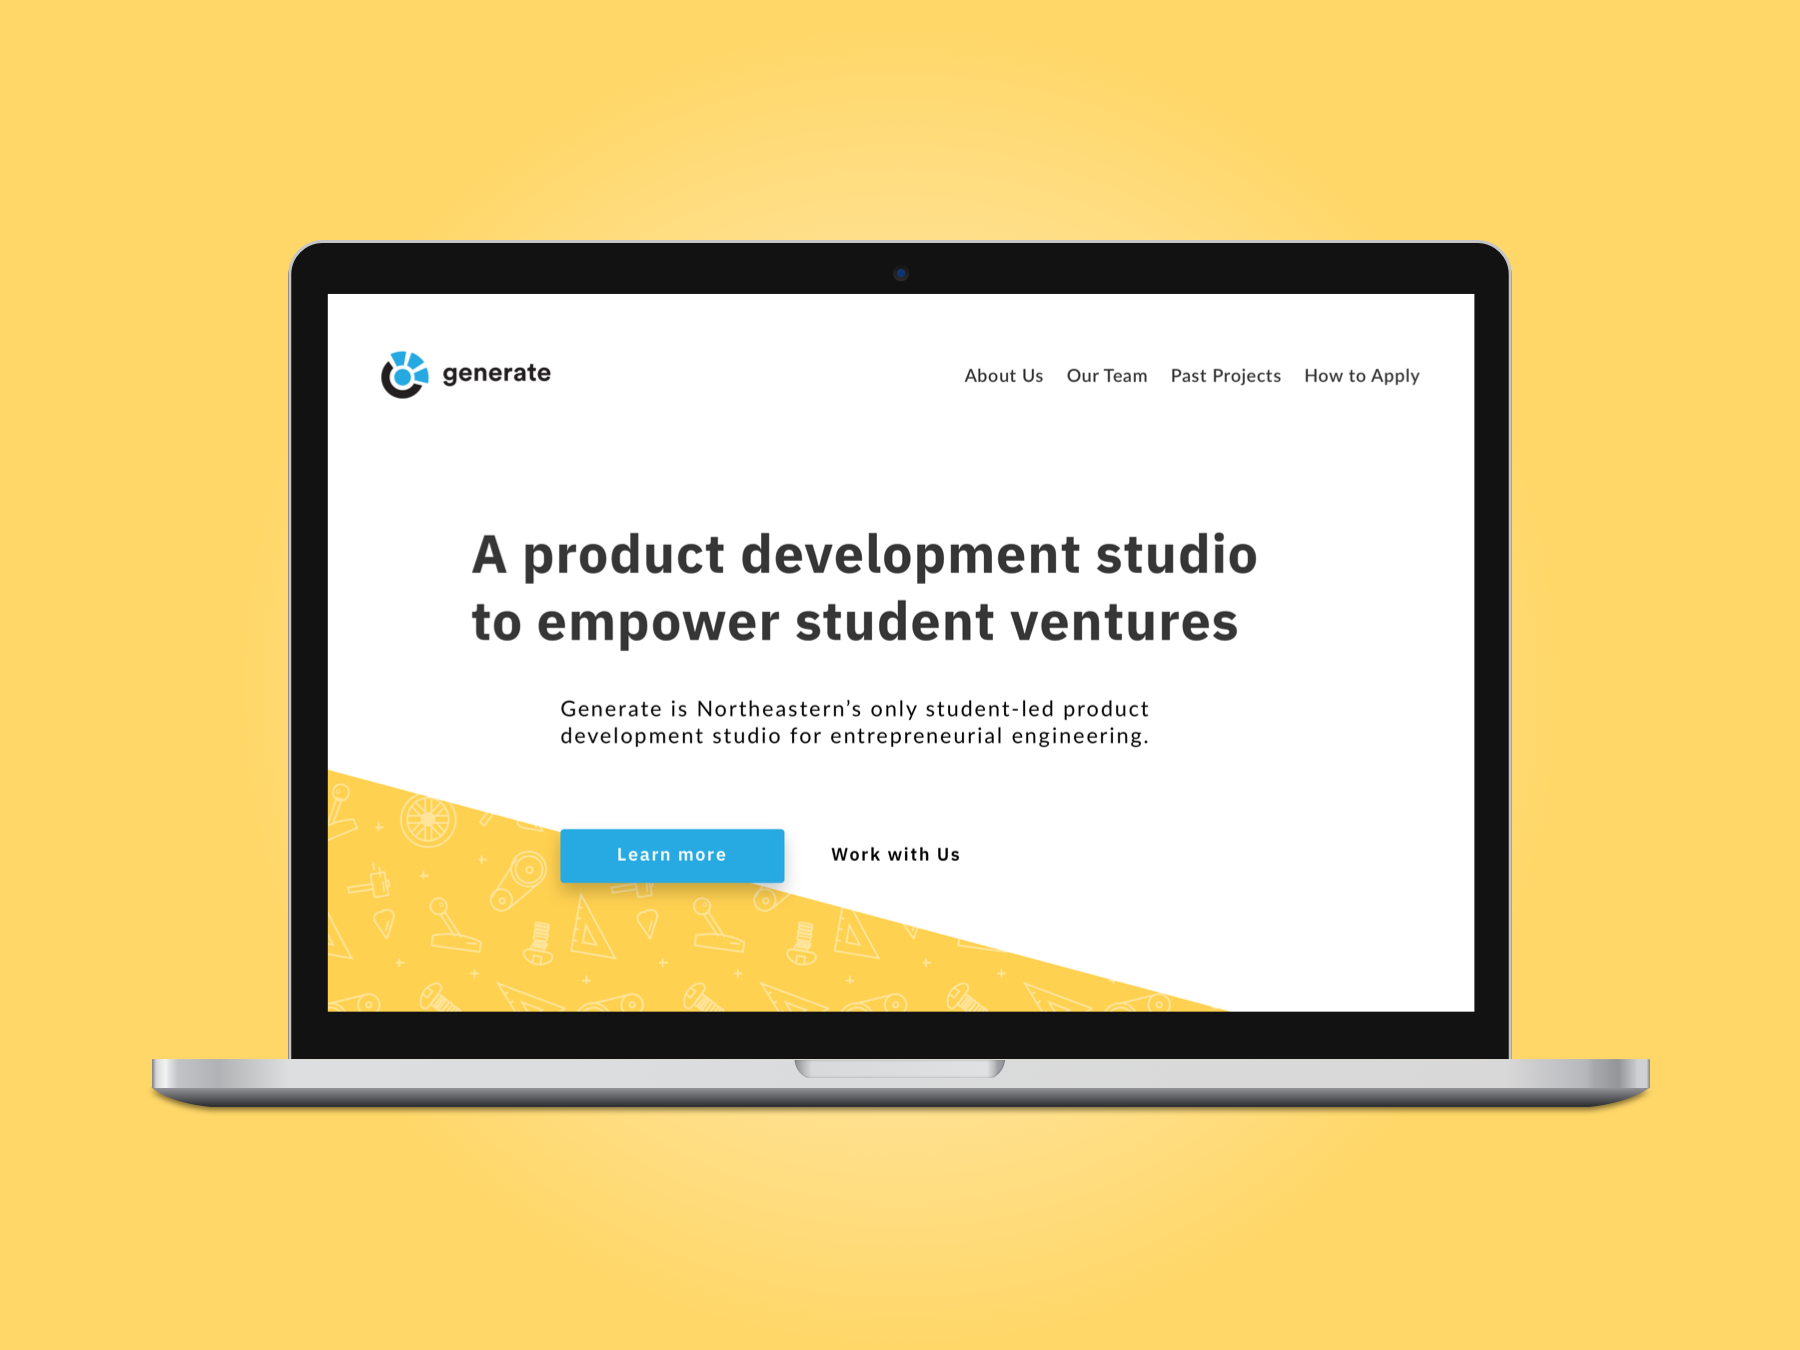 generate
About Us Our Team Past Projects How to Apply
A product development studio
to empower student ventures
Generate is Northeastern’s only student-led product
development studio for entrepreneurial engineering.
Learn more Work with Us